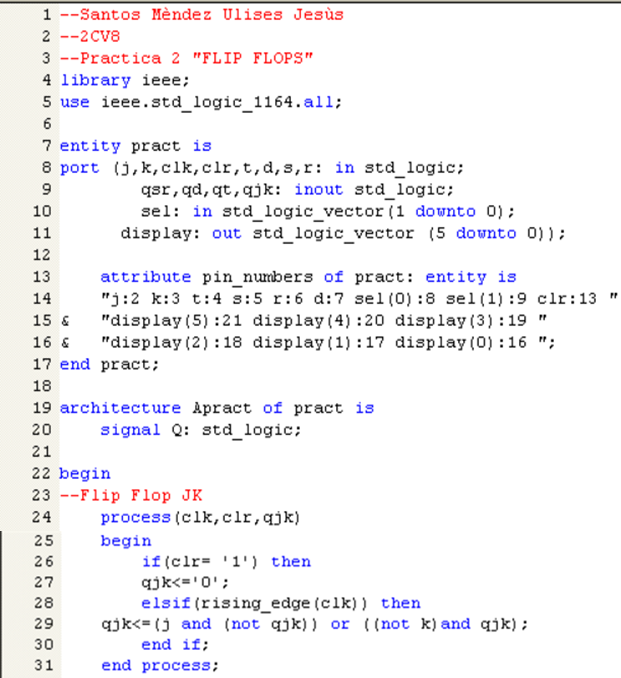 1 --Santos Mèndez Ulises Jesùs
2 --2CV8
3 --Practica 2 "FLIP FLOPS"
4 library ieee;
5 use ieee.std_logic_1164.all;
6
7 entity pract is
8 port (j,k,clk,clr,t,d,s,r: in std_logic;
9 qsr,qd,qt,qjk: inout std_logic;
10 sel: in std_logic_vector(1 downto 0);
11 display: out std_logic_vector (5 downto 0));
12
13 attribute pin_numbers of pract: entity is
14 "j:2 k:3 t:4 s:5 r:6 d:7 sel(0):8 sel(1):9 clr:13 "
15 & "display(5):21 display(4):20 display(3):19 "
16 & "display(2):18 display(1):17 display(0):16 ";
17 end pract;
18
19 architecture Apract of pract is
20 signal Q: std_logic;
21
22 begin
23 --Flip Flop JK
24 process(clk,clr,qjk)
25 begin
26 if(clr= '1') then
27 qjk<='0';
28 elsif(rising_edge(clk)) then
29 qjk<=(j and (not qjk)) or ((not k)and qjk);
30 end if;
31 end process;